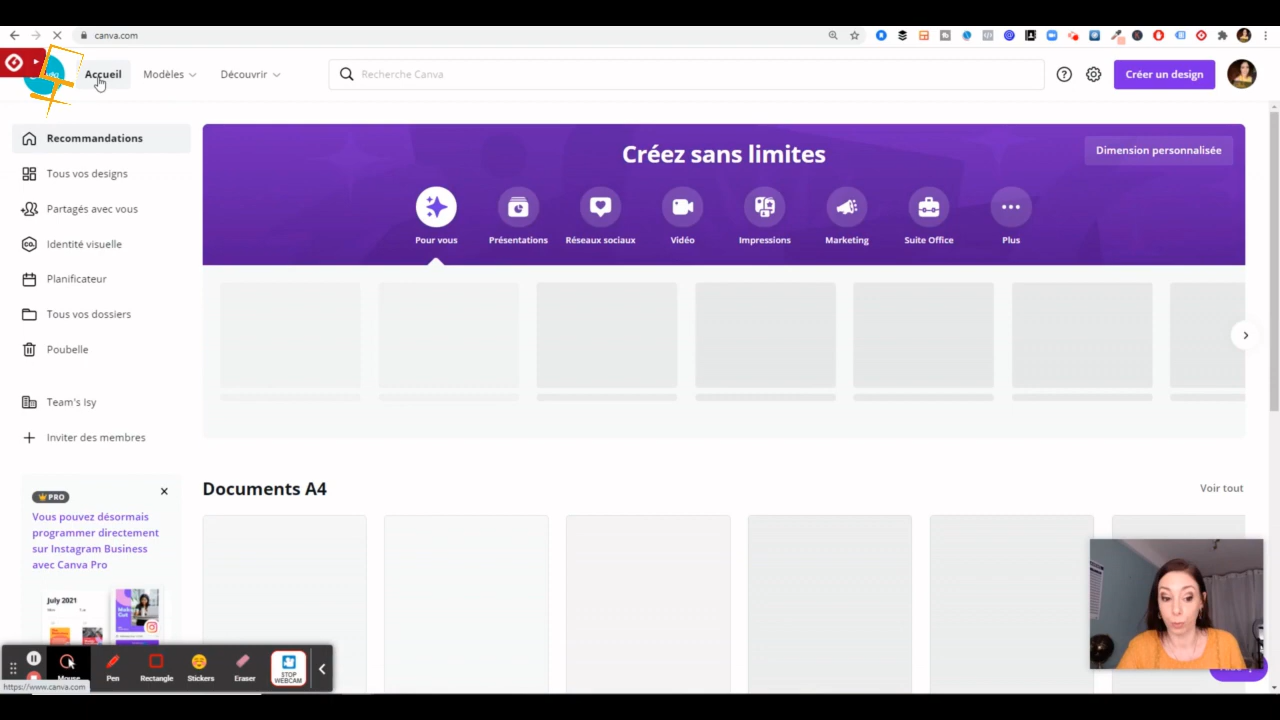 canva.com
Accueil
Modèles
Découvrir
Recherche Canva
Créer un design
Recommandations
Tous vos designs
Partagés avec vous
Identité visuelle
Planificateur
Tous vos dossiers
Poubelle
Team's Isy
Inviter des membres
Créez sans limites
Dimension personnalisée
Pour vous
Présentations
Réseaux sociaux
Vidéo
Impressions
Marketing
Suite Office
Plus
Documents A4
Voir tout
PRO
Vous pouvez désormais
programmer directement
sur Instagram Business
avec Canva Pro
July 2021
Mouse
Pen
Rectangle
Stickers
Eraser
STOP
WEBCAM
https://www.canva.com